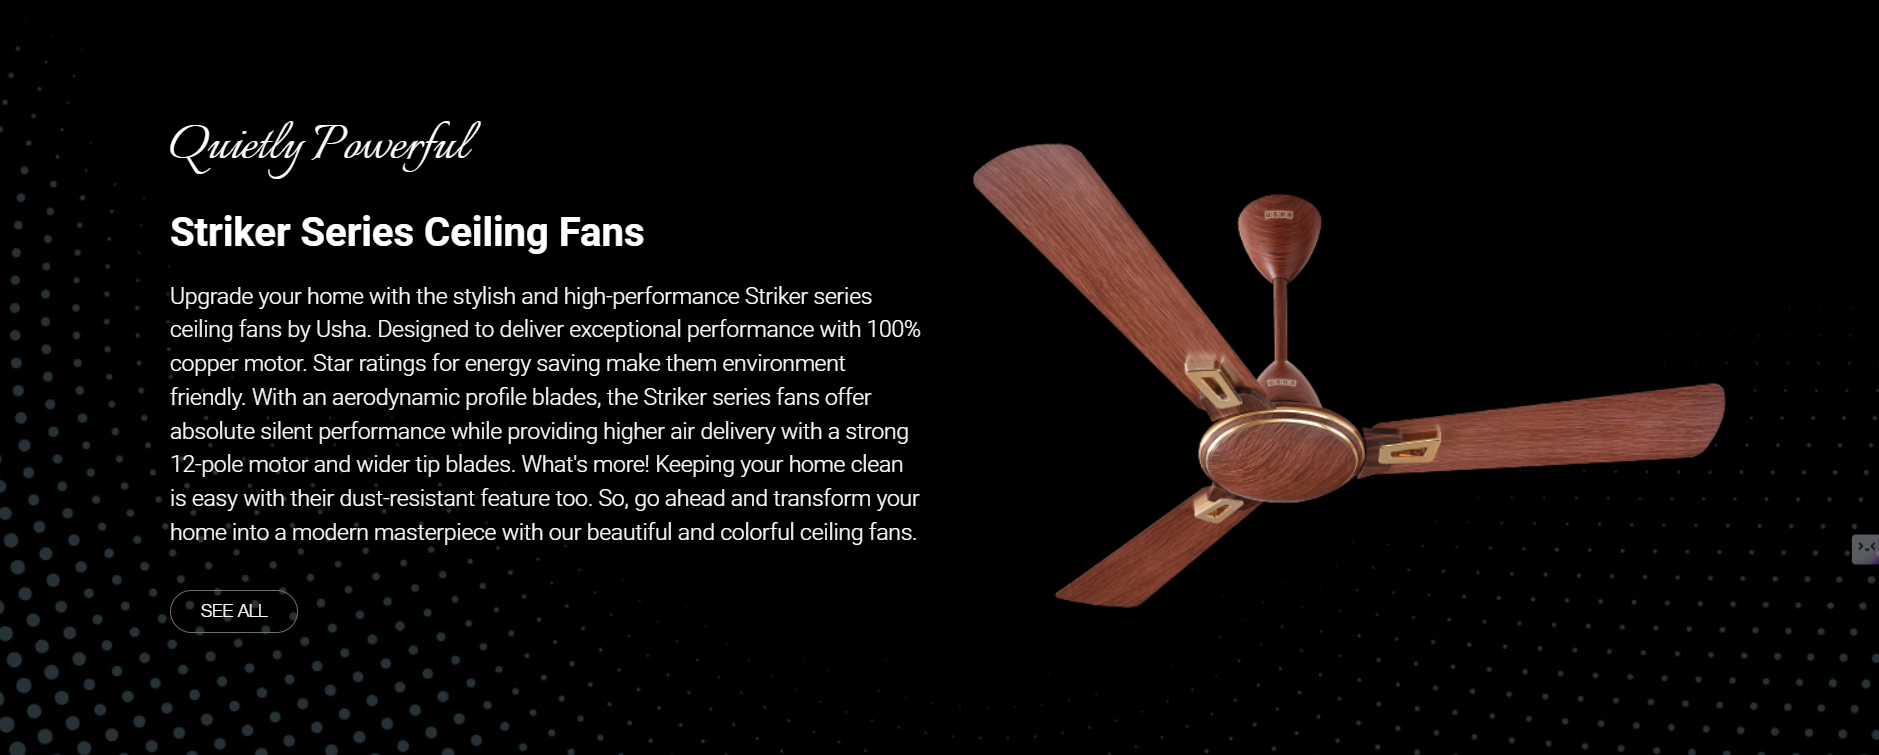 Quietly Powerful
Striker Series Ceiling Fans
Upgrade your home with the stylish and high-performance Striker series
ceiling fans by Usha. Designed to deliver exceptional performance with 100%
copper motor. Star ratings for energy saving make them environment
friendly. With an aerodynamic profile blades, the Striker series fans offer
absolute silent performance while providing higher air delivery with a strong
12-pole motor and wider tip blades. What's more! Keeping your home clean
is easy with their dust-resistant feature too. So, go ahead and transform your
home into a modern masterpiece with our beautiful and colorful ceiling fans.
SEE ALL
USHA
USHA